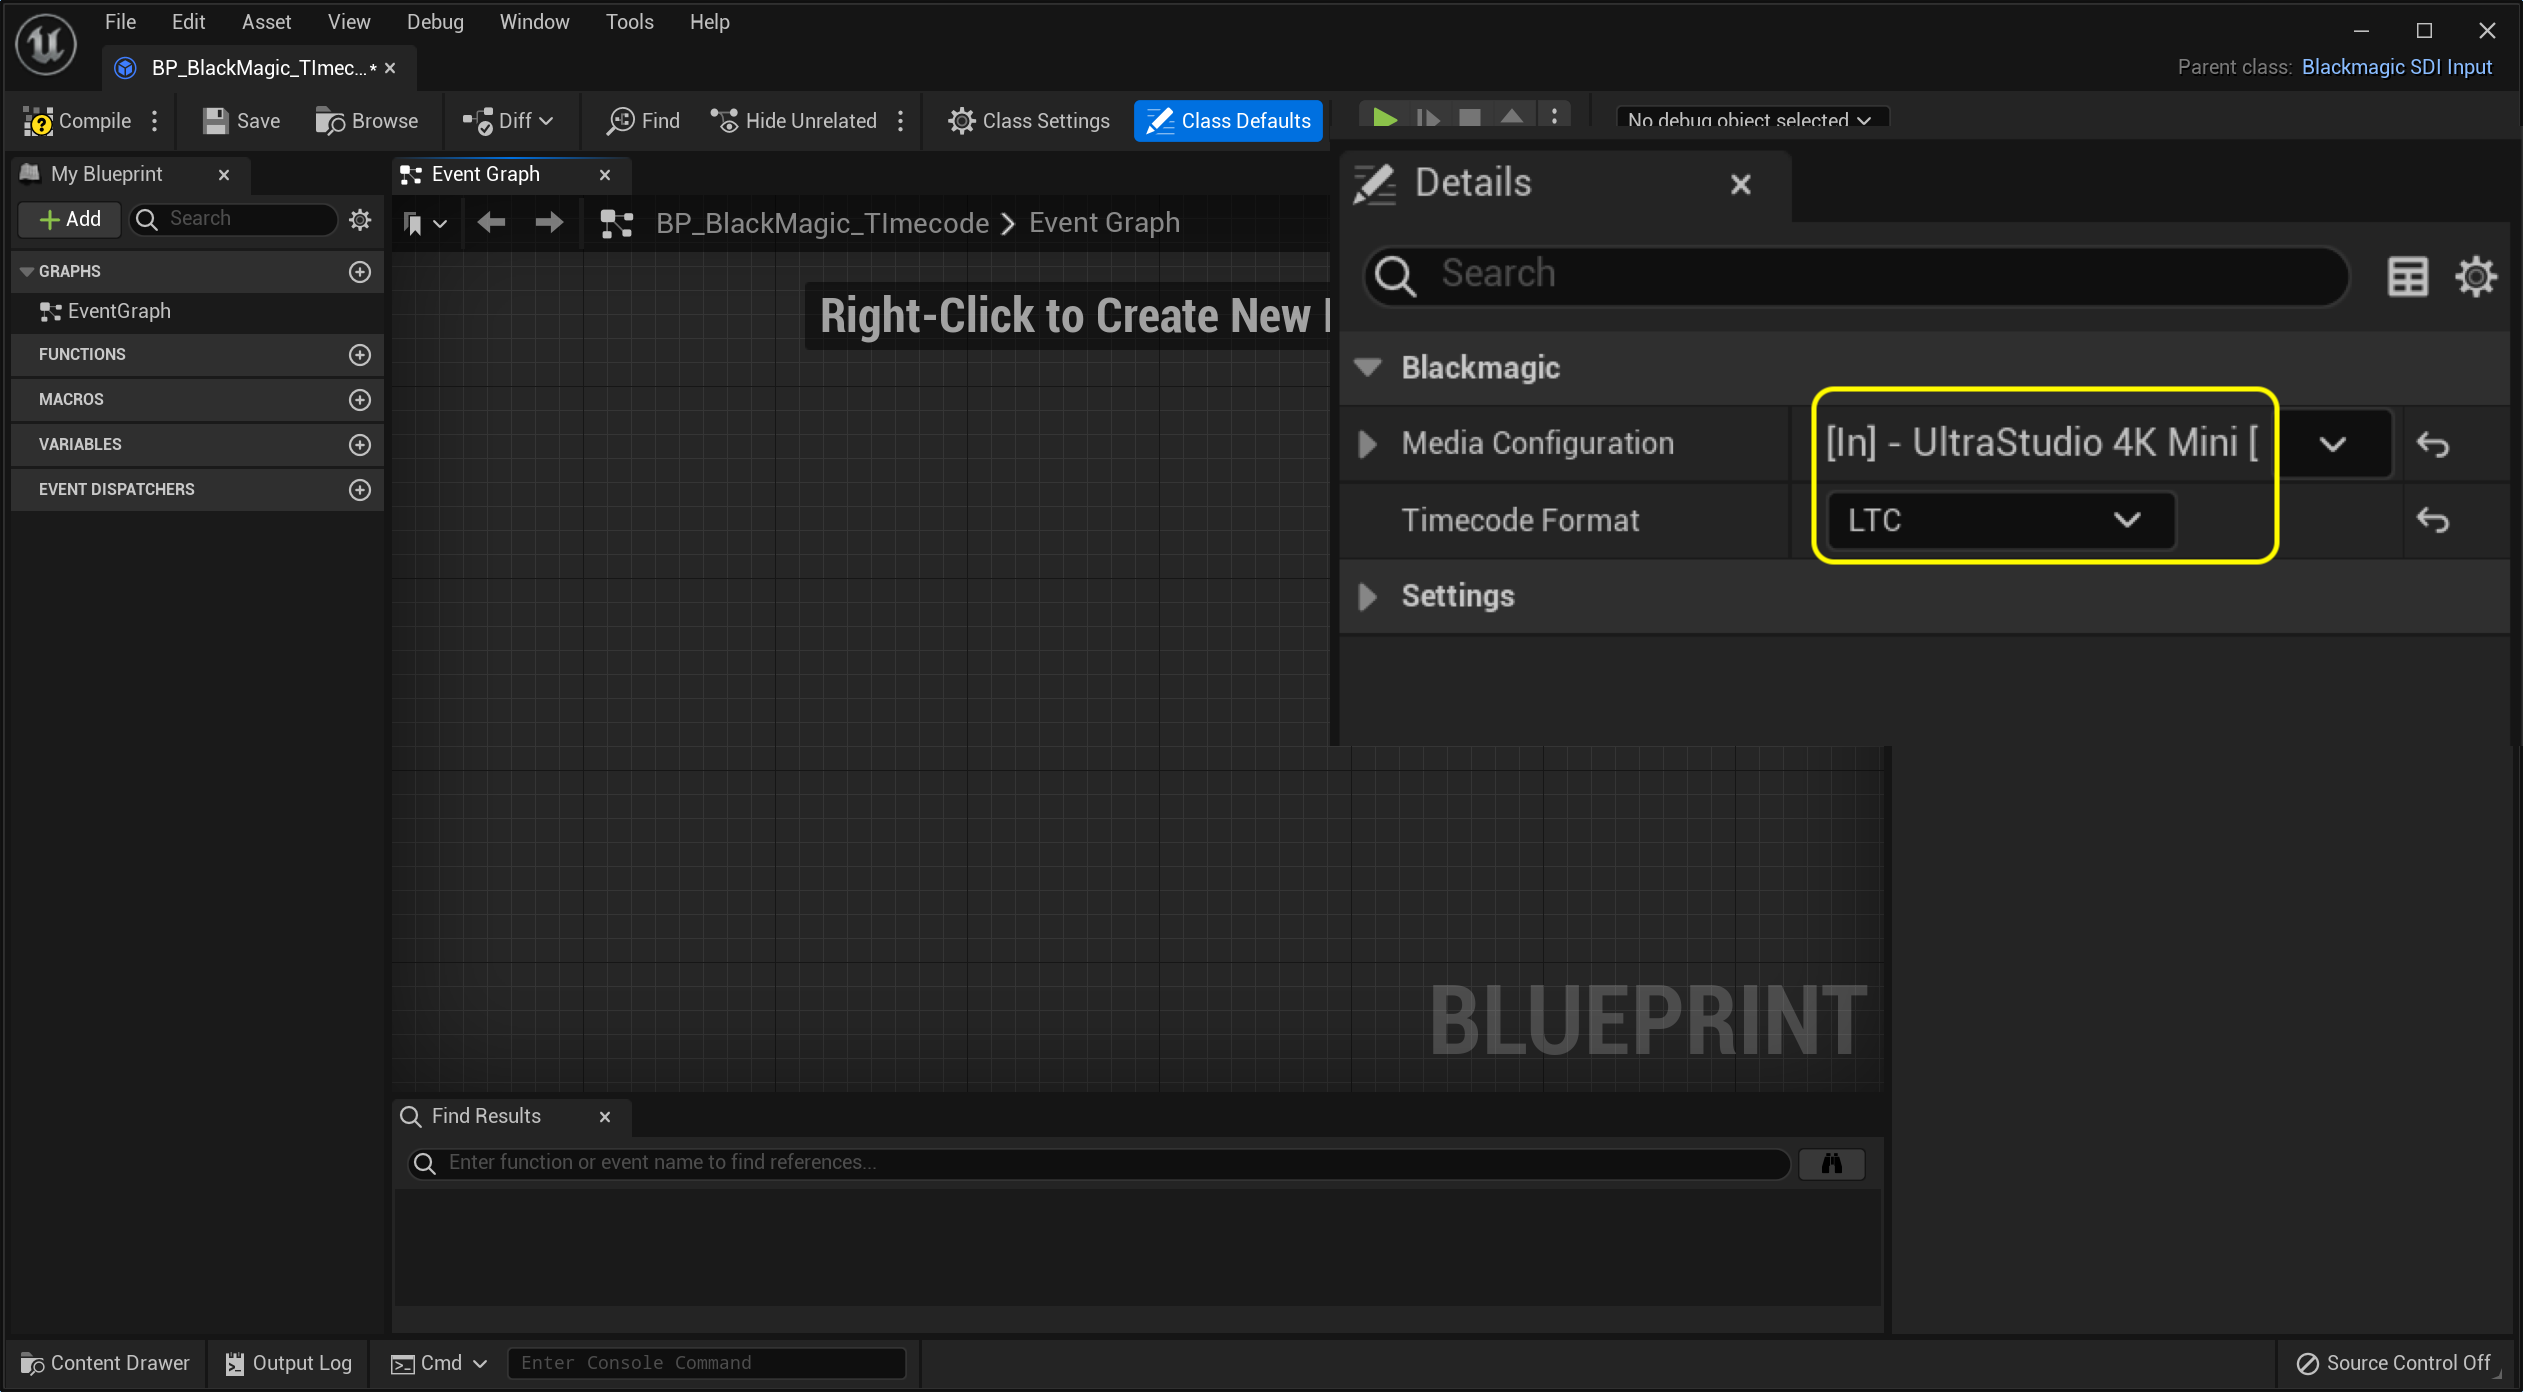 File Edit Asset View Debug Window Tools Help
BP_BlackMagic_TImec...*
Parent class: Blackmagic SDI Input
Compile Save Browse Diff Find Hide Unrelated Class Settings Class Defaults No debug object selected
My Blueprint
Add Search
GRAPHS
EventGraph
FUNCTIONS
MACROS
VARIABLES
EVENT DISPATCHERS
Event Graph
BP_BlackMagic_TImecode > Event Graph
Right-Click to Create New
BLUEPRINT
Details
Search
Blackmagic
Media Configuration [In] - UltraStudio 4K Mini [
Timecode Format LTC
Settings
Find Results
Enter function or event name to find references...
Content Drawer Output Log Cmd Enter Console Command Source Control Off